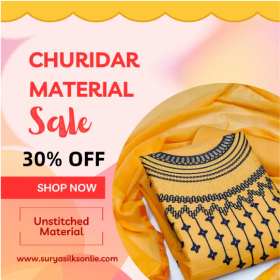 CHURIDAR
MATERIAL
Sale
30% OFF
SHOP NOW
Unstitched
Material
www.suryasilksonlie.com